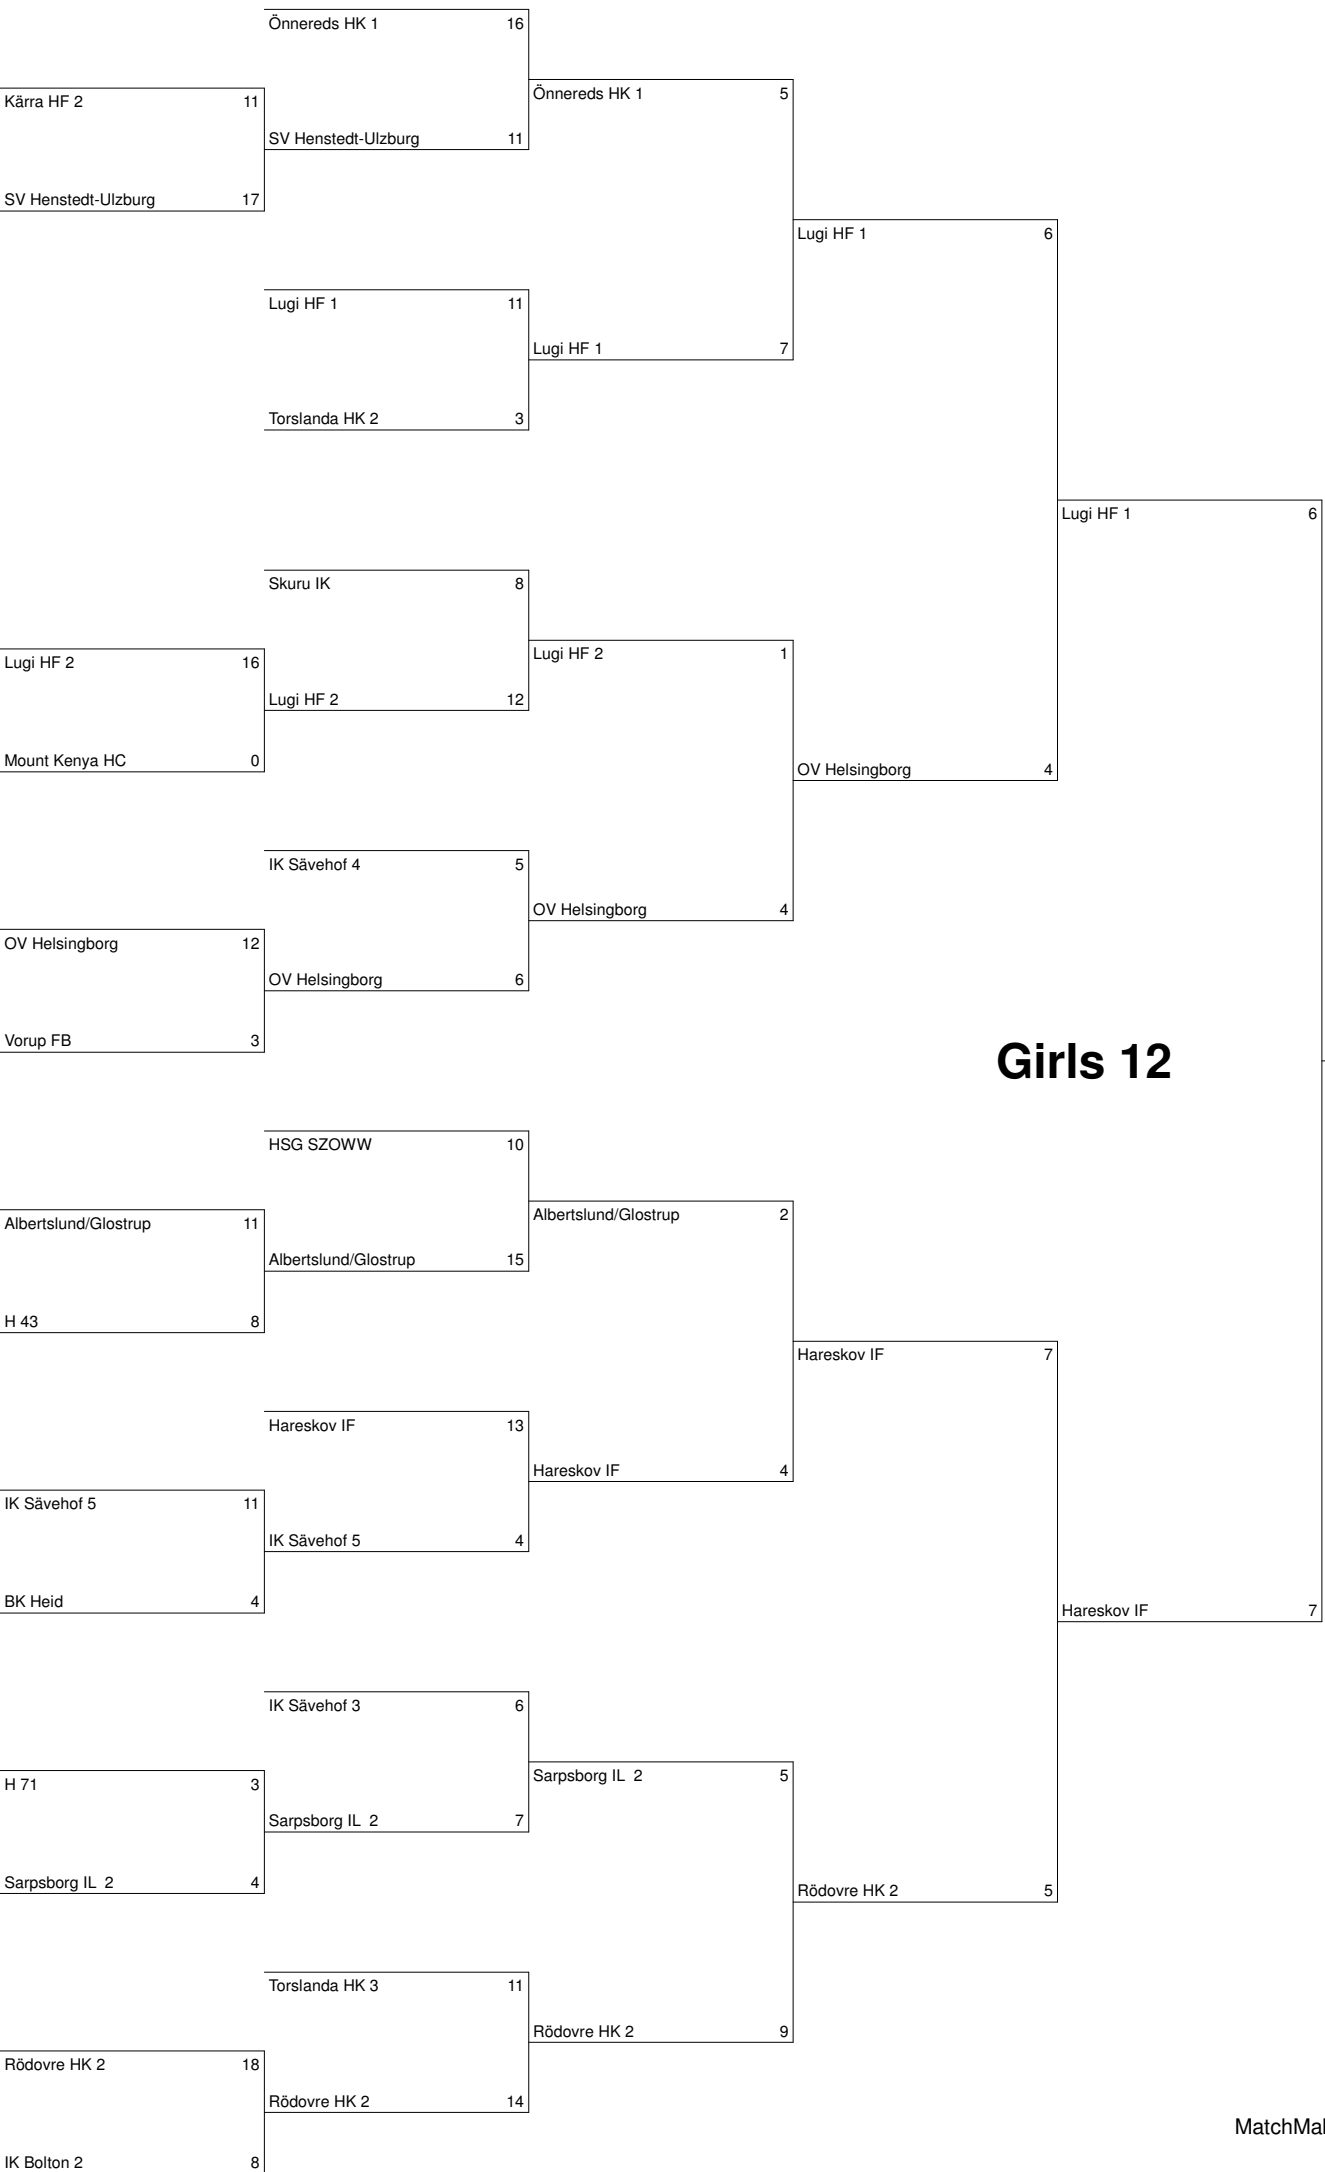 Önnereds HK 1 16
Kärra HF 2 11
Önnereds HK 1 5
SV Henstedt-Ulzburg 11
SV Henstedt-Ulzburg 17
Lugi HF 1 6
Lugi HF 1 11
Lugi HF 1 7
Torslanda HK 2 3
Lugi HF 1 6
Skuru IK 8
Lugi HF 2 1
Lugi HF 2 16
Lugi HF 2 12
Mount Kenya HC 0
OV Helsingborg 4
IK Sävehof 4 5
OV Helsingborg 4
OV Helsingborg 12
OV Helsingborg 6
Vorup FB 3
Girls 12
HSG SZOWW 10
Albertslund/Glostrup 2
Albertslund/Glostrup 11
Albertslund/Glostrup 15
H 43 8
Hareskov IF 7
Hareskov IF 13
Hareskov IF 4
IK Sävehof 5 11
IK Sävehof 5 4
BK Heid 4
Hareskov IF 7
IK Sävehof 3 6
Sarpsborg IL 2 5
H 71 3
Sarpsborg IL 2 7
Sarpsborg IL 2 4
Rödovre HK 2 5
Torslanda HK 3 11
Rödovre HK 2 9
Rödovre HK 2 18
Rödovre HK 2 14
MatchMa
IK Bolton 2 8